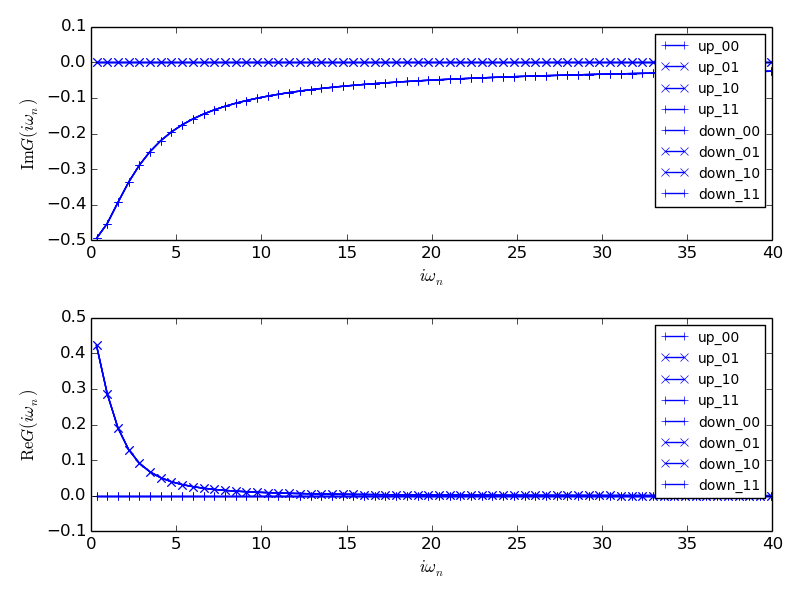 0.1
0.0
−0.1
−0.2
−0.3
−0.4
−0.5
ImG(iωₙ)
0 5 10 15 20 25 30 35 40
iωₙ
up_00
up_01
up_10
up_11
down_00
down_01
down_10
down_11
0.5
0.4
0.3
0.2
0.1
0.0
−0.1
ReG(iωₙ)
0 5 10 15 20 25 30 35 40
iωₙ
up_00
up_01
up_10
up_11
down_00
down_01
down_10
down_11